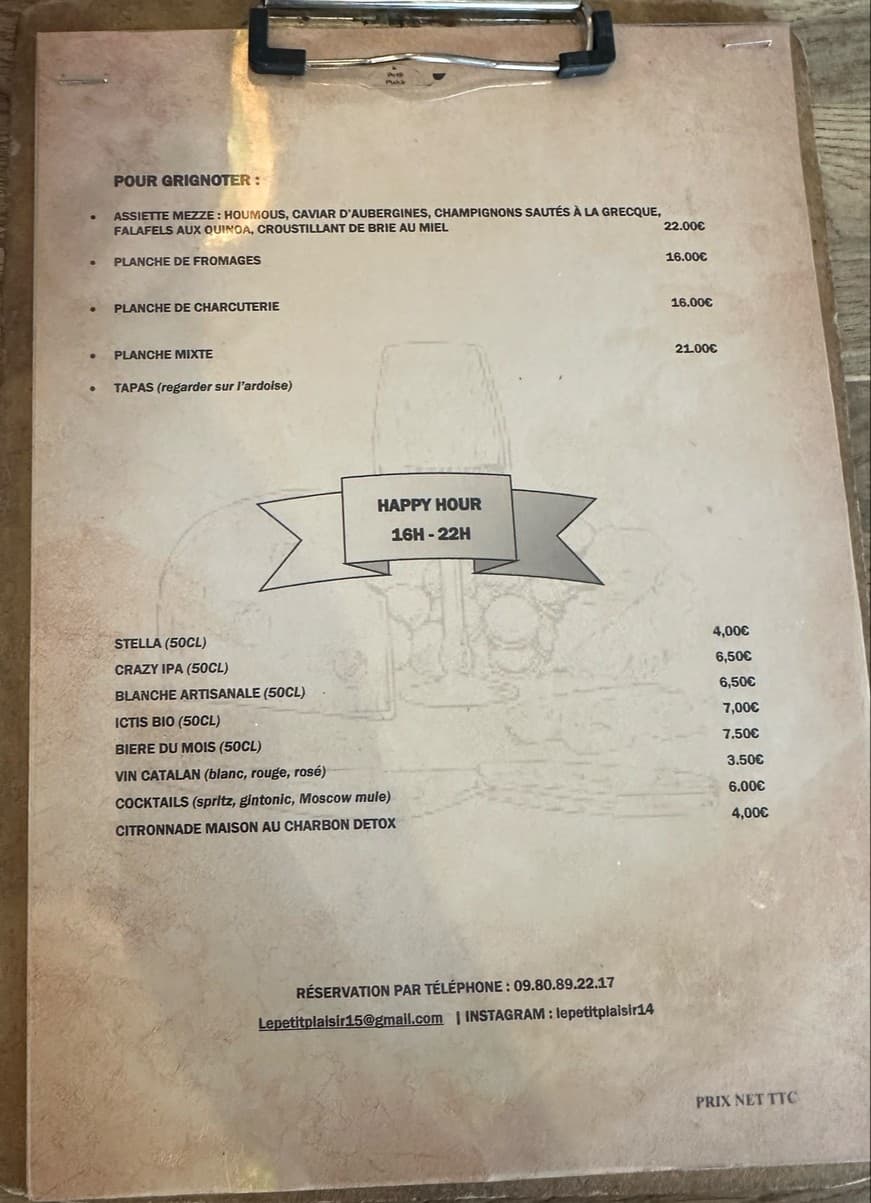 Petit
Plaisir
POUR GRIGNOTER :
• ASSIETTE MEZZE : HOUMOUS, CAVIAR D'AUBERGINES, CHAMPIGNONS SAUTÉS À LA GRECQUE,
FALAFELS AUX QUINOA, CROUSTILLANT DE BRIE AU MIEL 22.00€
• PLANCHE DE FROMAGES 16.00€
• PLANCHE DE CHARCUTERIE 16.00€
• PLANCHE MIXTE 21.00€
• TAPAS (regarder sur l'ardoise)
HAPPY HOUR
16H - 22H
STELLA (50CL) 4,00€
CRAZY IPA (50CL) 6,50€
BLANCHE ARTISANALE (50CL) 6,50€
ICTIS BIO (50CL) 7,00€
BIERE DU MOIS (50CL) 7.50€
VIN CATALAN (blanc, rouge, rosé) 3.50€
COCKTAILS (spritz, gintonic, Moscow mule) 6.00€
CITRONNADE MAISON AU CHARBON DETOX 4,00€
RÉSERVATION PAR TÉLÉPHONE : 09.80.89.22.17
Lepetitplaisir15@gmail.com | INSTAGRAM : lepetitplaisir14
PRIX NET TTC